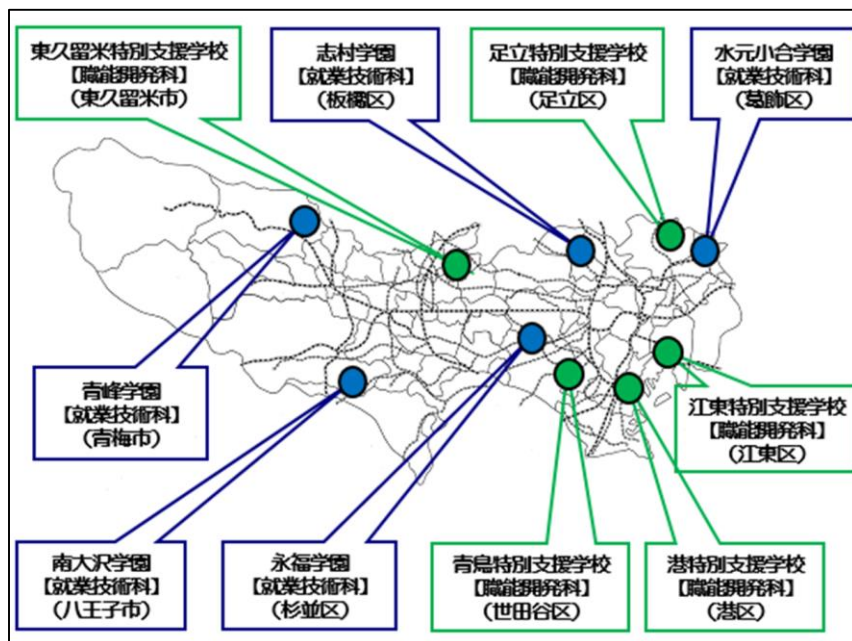 東久留米特別支援学校
【職能開発科】
（東久留米市）
志村学園
【就業技術科】
（板橋区）
足立特別支援学校
【職能開発科】
（足立区）
水元小合学園
【就業技術科】
（葛飾区）
青峰学園
【就業技術科】
（青梅市）
江東特別支援学校
【職能開発科】
（江東区）
南大沢学園
【就業技術科】
（八王子市）
永福学園
【就業技術科】
（杉並区）
青鳥特別支援学校
【職能開発科】
（世田谷区）
港特別支援学校
【職能開発科】
（港区）